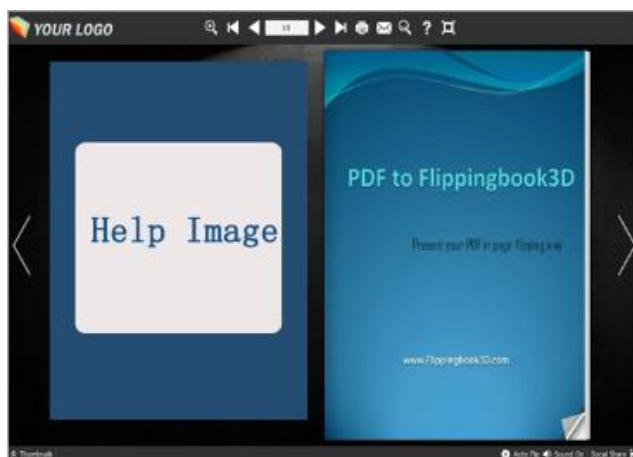 YOUR LOGO
?
Help Image
PDF to Flippingbook3D
Present your PDF in page flipping way
www.Flippingbook3D.com
Thumbnails
Auto Flip Sound On Social Share